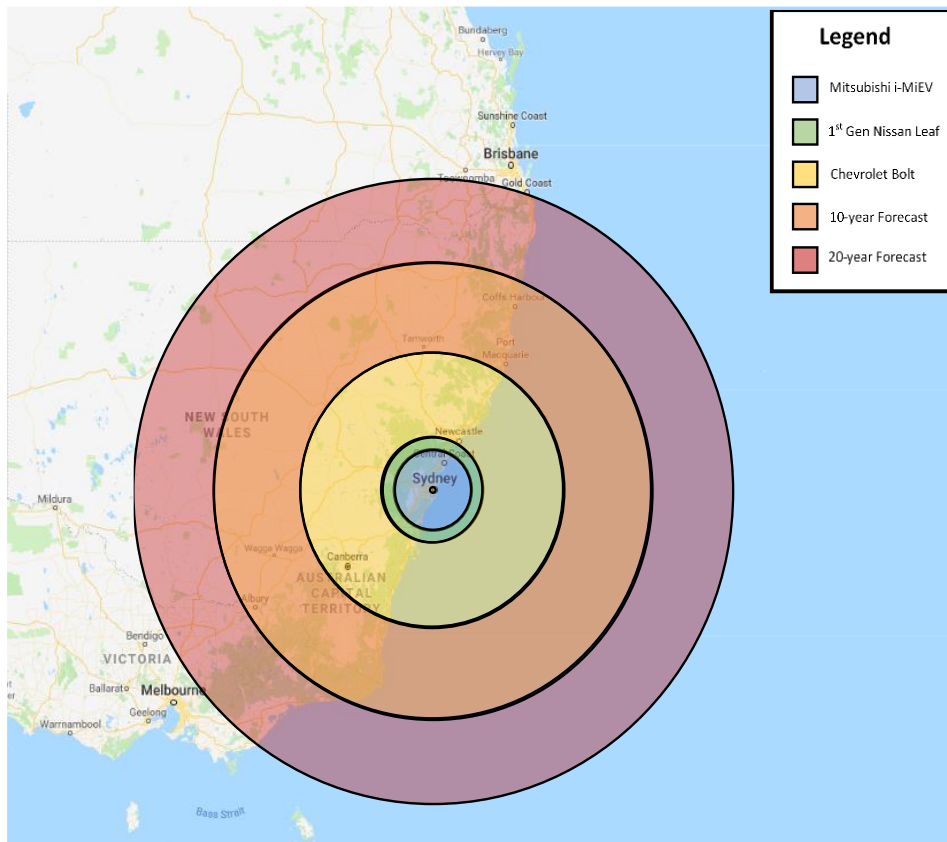 Legend
Mitsubishi i-MiEV
1st Gen Nissan Leaf
Chevrolet Bolt
10-year Forecast
20-year Forecast
Bundaberg
Hervey Bay
Sunshine Coast
Brisbane
Toowoomba
Gold Coast
Coffs Harbour
Tamworth
Port
Macquarie
NEW SOUTH
WALES
Newcastle
Central Coast
Sydney
Mildura
Wagga Wagga
Canberra
AUSTRALIAN
CAPITAL
TERRITORY
Albury
Bendigo
VICTORIA
Ballarat
Melbourne
Geelong
Warrnambool
Bass Strait